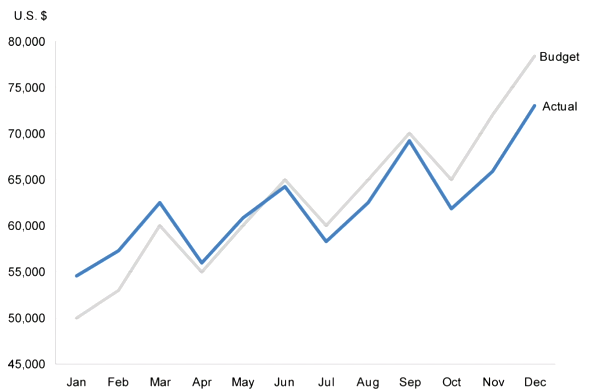 U.S. $
80,000
Budget
75,000
Actual
70,000
65,000
60,000
55,000
50,000
45,000
Jan Feb Mar Apr May Jun Jul Aug Sep Oct Nov Dec